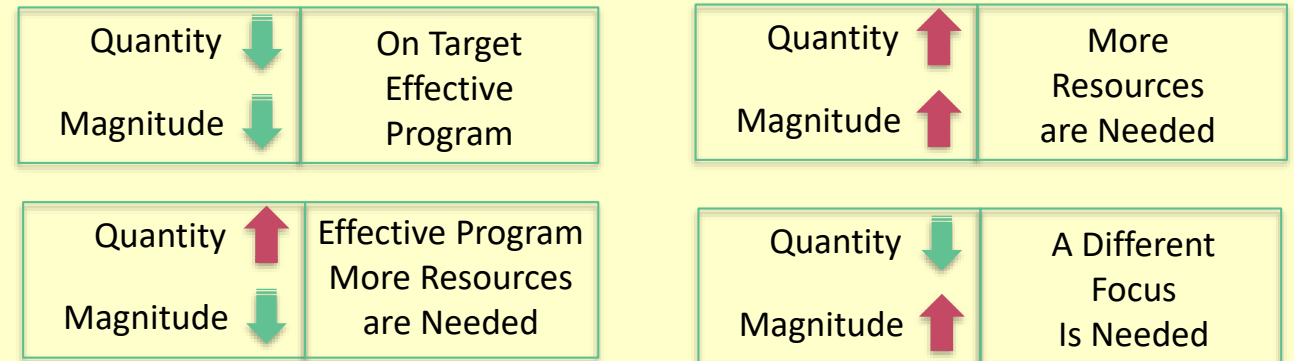 Quantity
Magnitude
On Target
Effective
Program
Quantity
Magnitude
More
Resources
are Needed
Quantity
Magnitude
Effective Program
More Resources
are Needed
Quantity
Magnitude
A Different
Focus
Is Needed